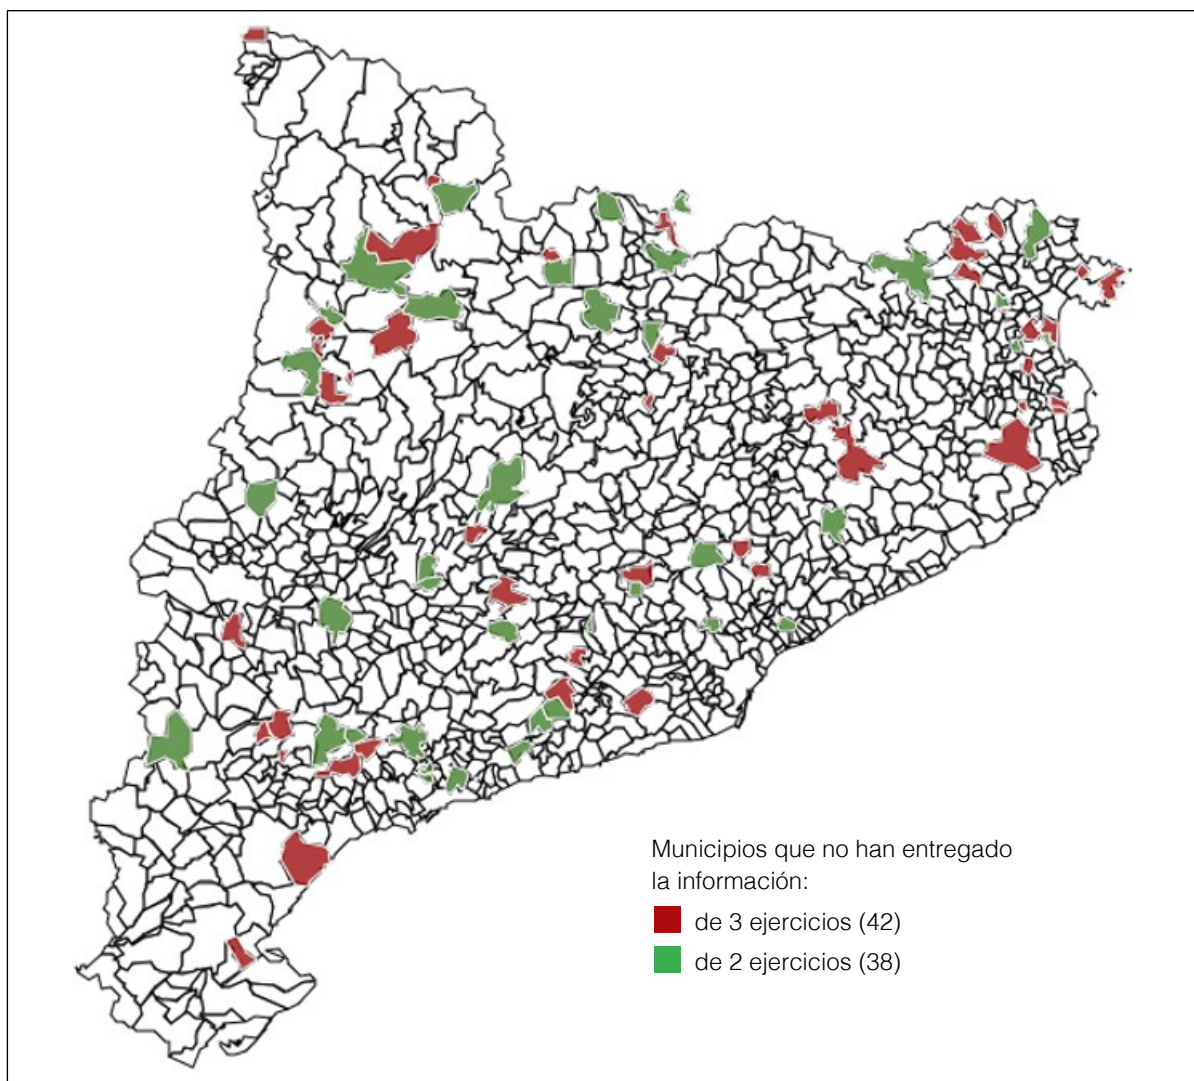 Municipios que no han entregado
la información:
de 3 ejercicios (42)
de 2 ejercicios (38)